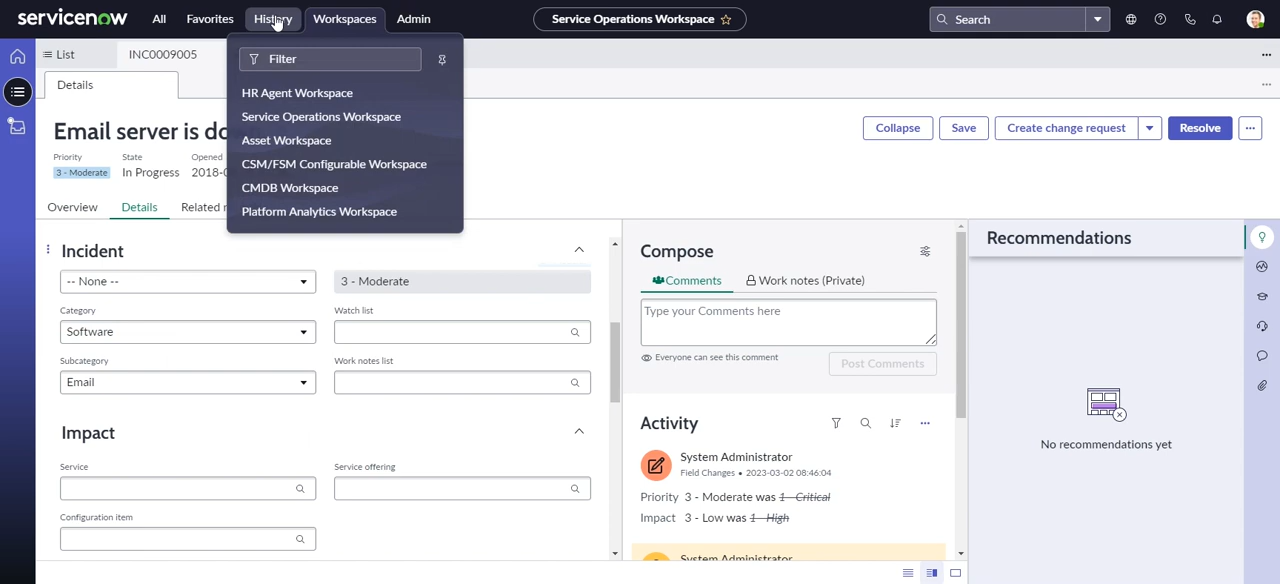 servicenow All Favorites History Workspaces Admin Service Operations Workspace Search
List INC0009005
Filter
Details
HR Agent Workspace
Service Operations Workspace
Asset Workspace
CSM/FSM Configurable Workspace
CMDB Workspace
Platform Analytics Workspace
Email server is do
Collapse Save Create change request Resolve
Priority State Opened
3 - Moderate In Progress 2018-0
Overview Details Related r
Incident
-- None -- 3 - Moderate
Category Watch list
Software
Subcategory Work notes list
Email
Impact
Service Service offering
Configuration item
Compose
Comments Work notes (Private)
Type your Comments here
Everyone can see this comment Post Comments
Activity
System Administrator
Field Changes • 2023-03-02 08:46:04
Priority 3 - Moderate was 1 - Critical
Impact 3 - Low was 1 - High
System Administrator
Recommendations
No recommendations yet